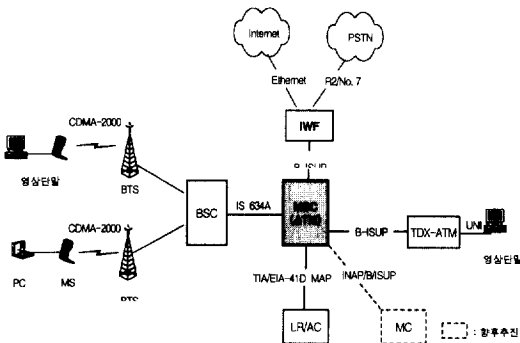 Internet
PSTN
Ethernet
R2/No. 7
IWF
B-ISUP
CDMA-2000
영상단말
BTS
BSC
IS 634A
MSC
(ATM)
B-ISUP
TDX-ATM
UNI
영상단말
CDMA-2000
PC
MS
BTS
TIA/EIA-41D MAP
INAP/B/ISUP
LR/AC
MC
: 향후추진